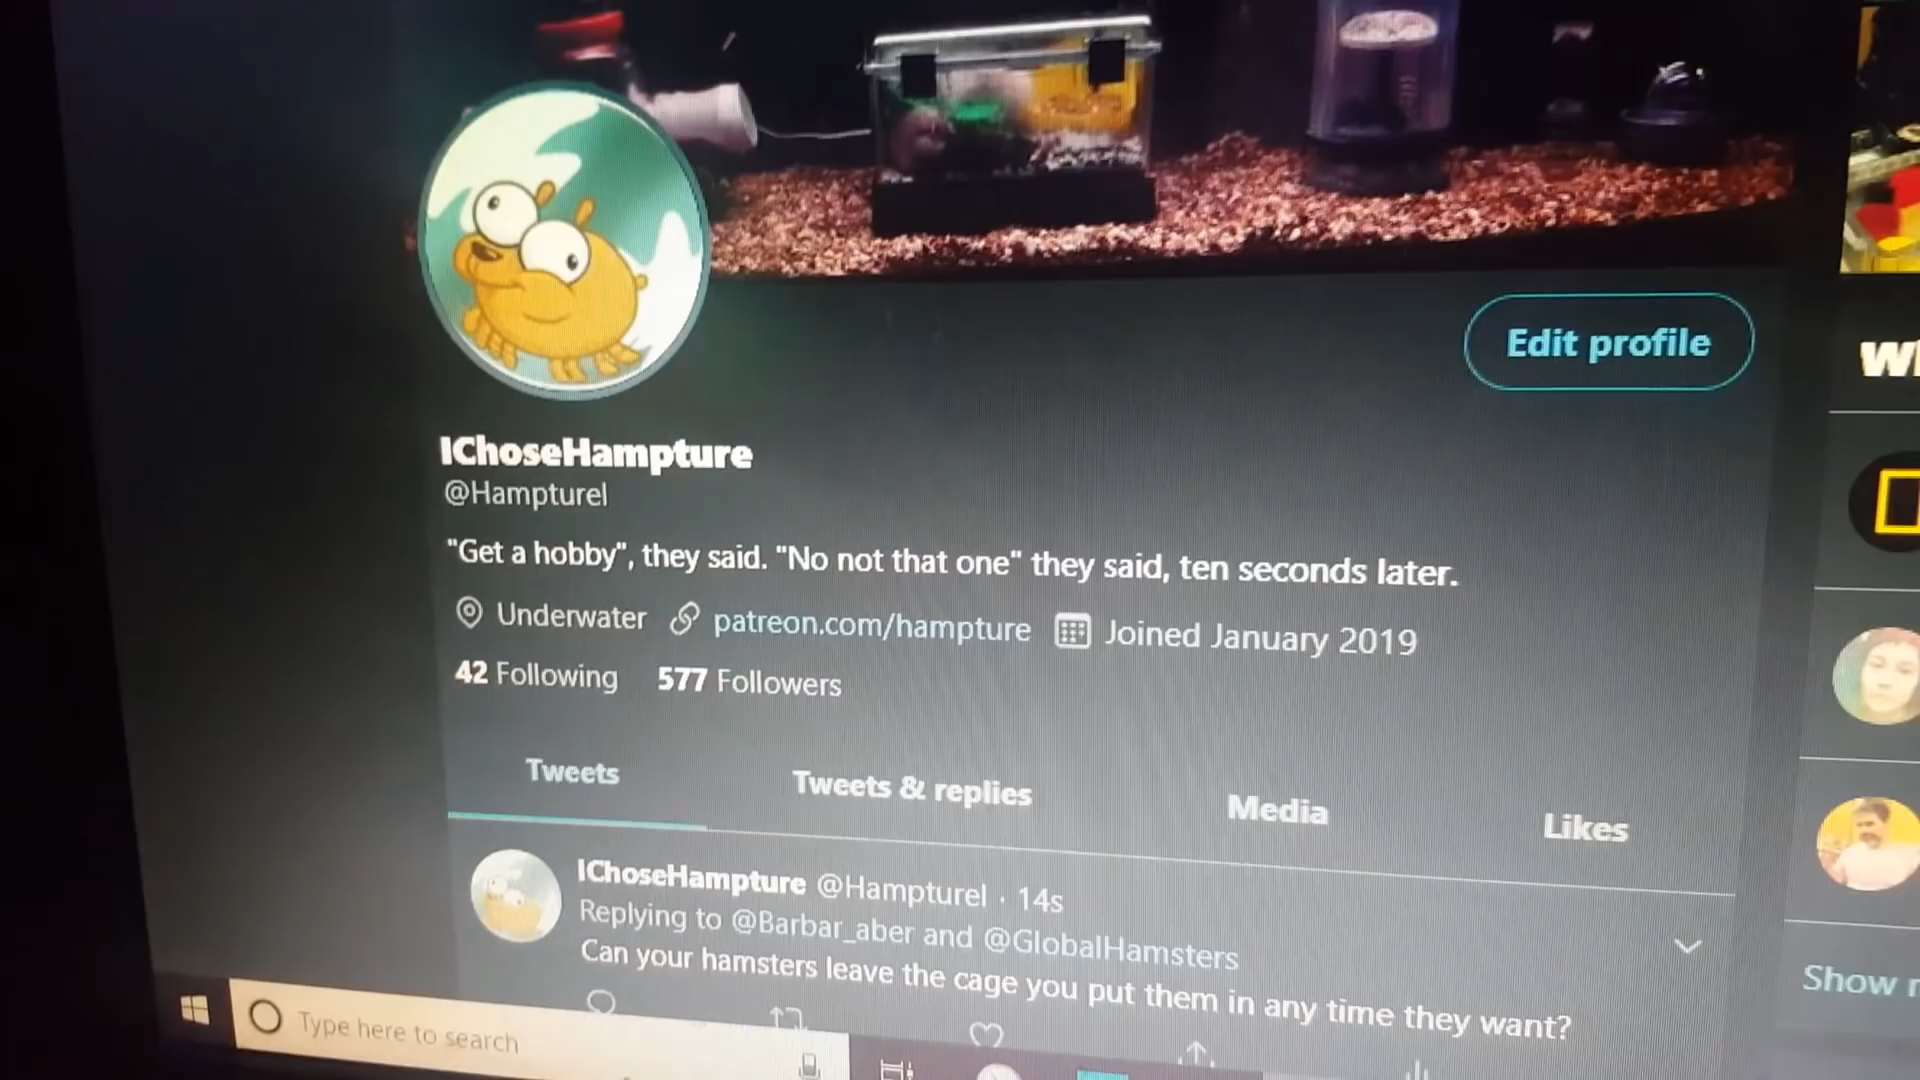 Edit profile
IChoseHampture
@Hampturel
"Get a hobby", they said. "No not that one" they said, ten seconds later.
Underwater patreon.com/hampture Joined January 2019
42 Following 577 Followers
Tweets Tweets & replies Media Likes
IChoseHampture @Hampturel · 14s
Replying to @Barbar_aber and @GlobalHamsters
Can your hamsters leave the cage you put them in any time they want?
Show
Type here to search